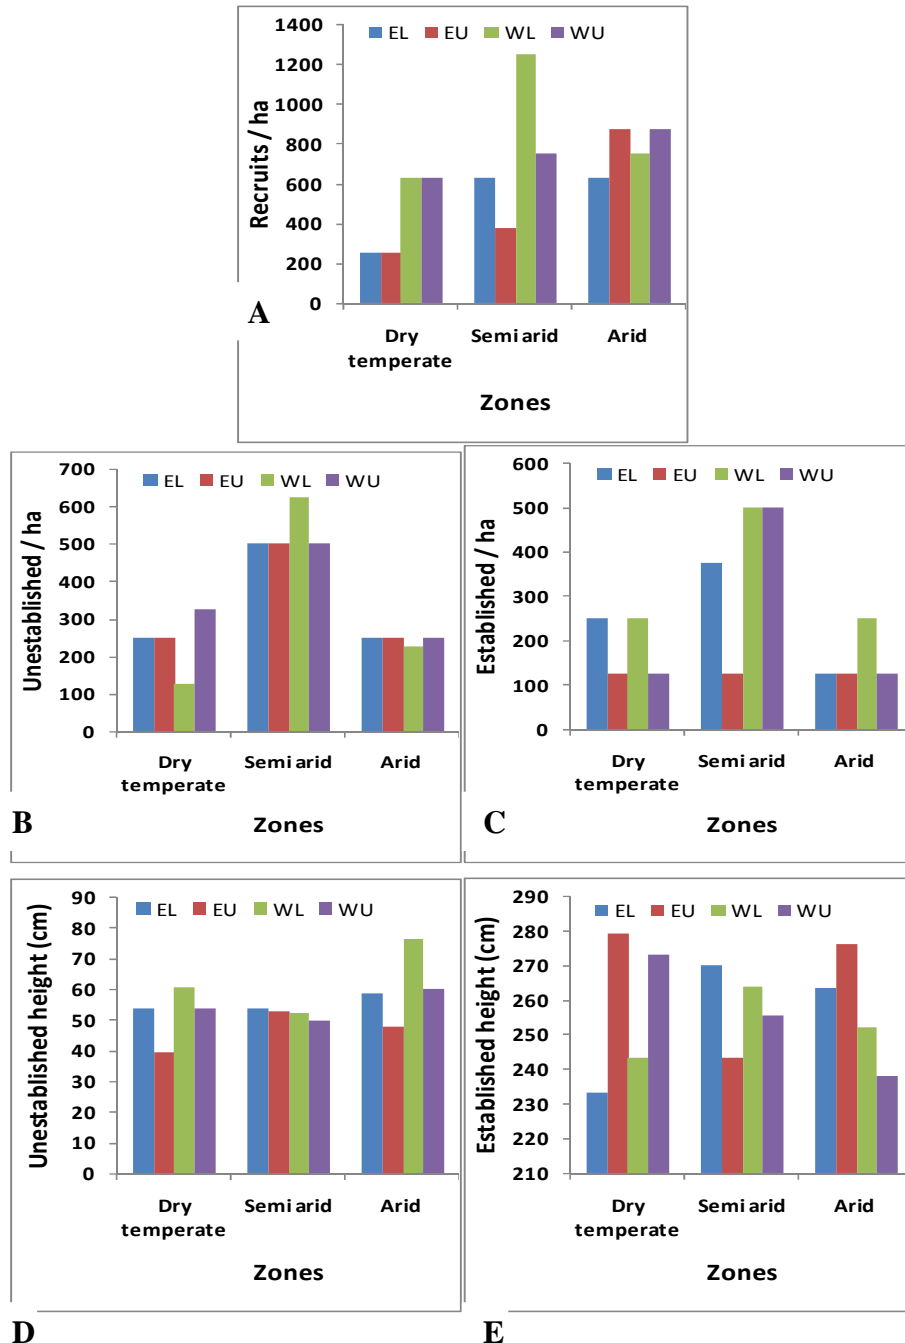 1400
EL EU WL WU
1200
1000
800
600
400
200
0
Recruits / ha
A
Dry temperate
Semi arid
Arid
Zones
700
EL EU WL WU
600
500
400
300
200
100
0
Unestablished / ha
Dry temperate
Semi arid
Arid
B
Zones
600
EL EU WL WU
500
400
300
200
100
0
Established / ha
Dry temperate
Semi arid
Arid
C
Zones
90
EL EU WL WU
80
70
60
50
40
30
20
10
0
Unestablished height (cm)
Dry temperate
Semi arid
Arid
Zones
D
290
EL EU WL WU
280
270
260
250
240
230
220
210
Established height (cm)
Dry temperate
Semi arid
Arid
Zones
E